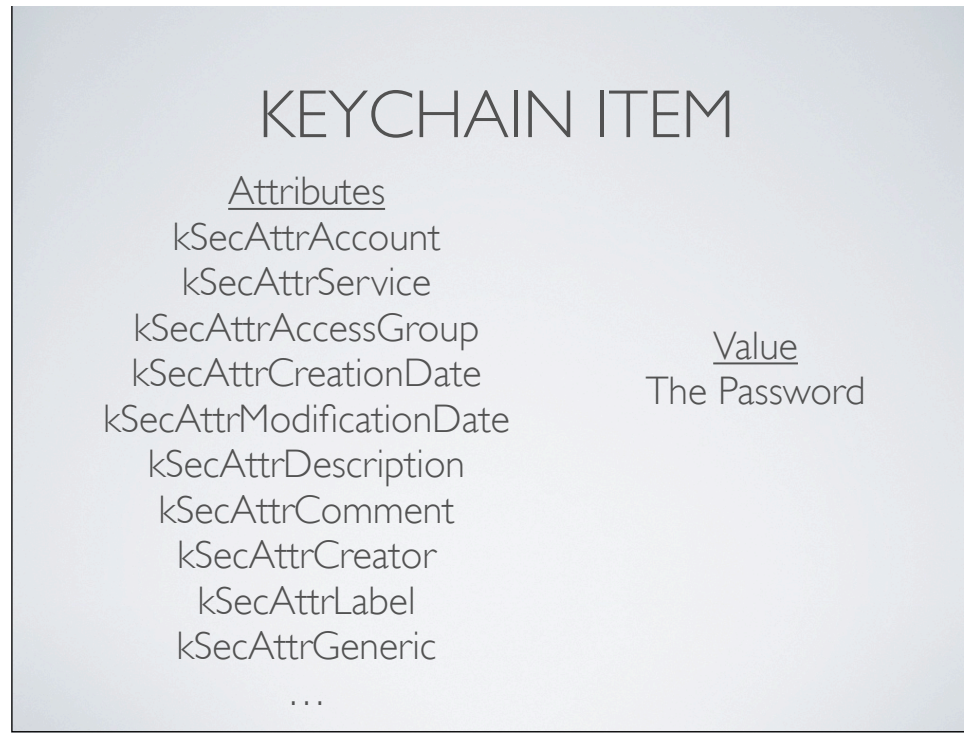 KEYCHAIN ITEM
Attributes
kSecAttrAccount
kSecAttrService
kSecAttrAccessGroup
kSecAttrCreationDate
kSecAttrModificationDate
kSecAttrDescription
kSecAttrComment
kSecAttrCreator
kSecAttrLabel
kSecAttrGeneric
...
Value
The Password